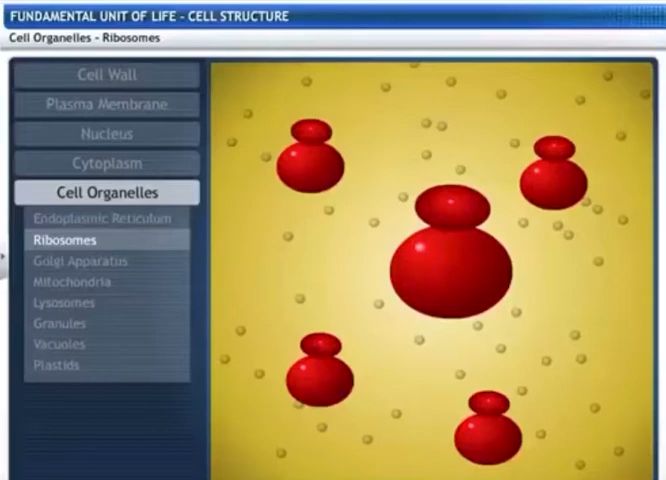 FUNDAMENTAL UNIT OF LIFE - CELL STRUCTURE
Cell Organelles - Ribosomes
Cell Wall
Plasma Membrane
Nucleus
Cytoplasm
Cell Organelles
Endoplasmic Reticulum
Ribosomes
Golgi Apparatus
Mitochondria
Lysosomes
Granules
Vacuoles
Plastids